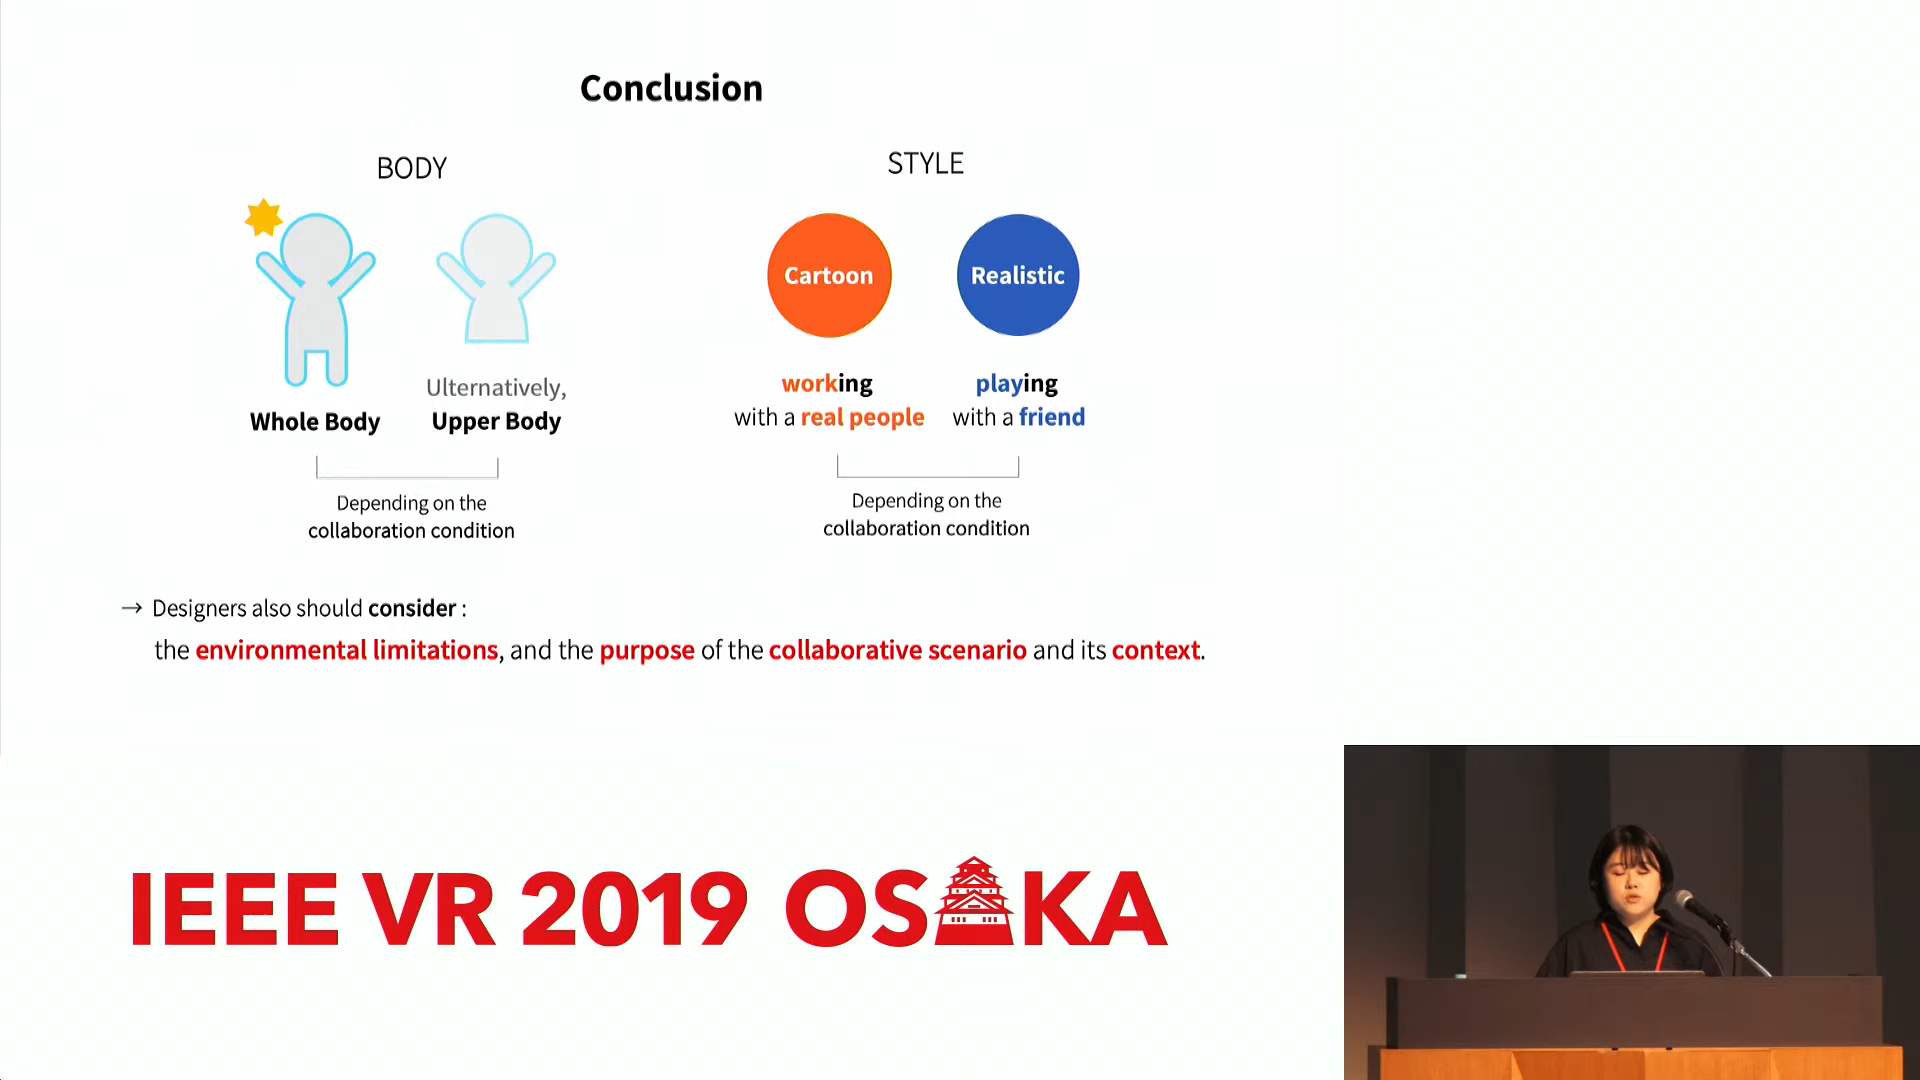 Conclusion
BODY
Ulternatively,
Whole Body
Upper Body
Depending on the
collaboration condition
STYLE
Cartoon
Realistic
working
with a real people
playing
with a friend
Depending on the
collaboration condition
→ Designers also should consider :
the environmental limitations, and the purpose of the collaborative scenario and its context.
IEEE VR 2019 OSAKA